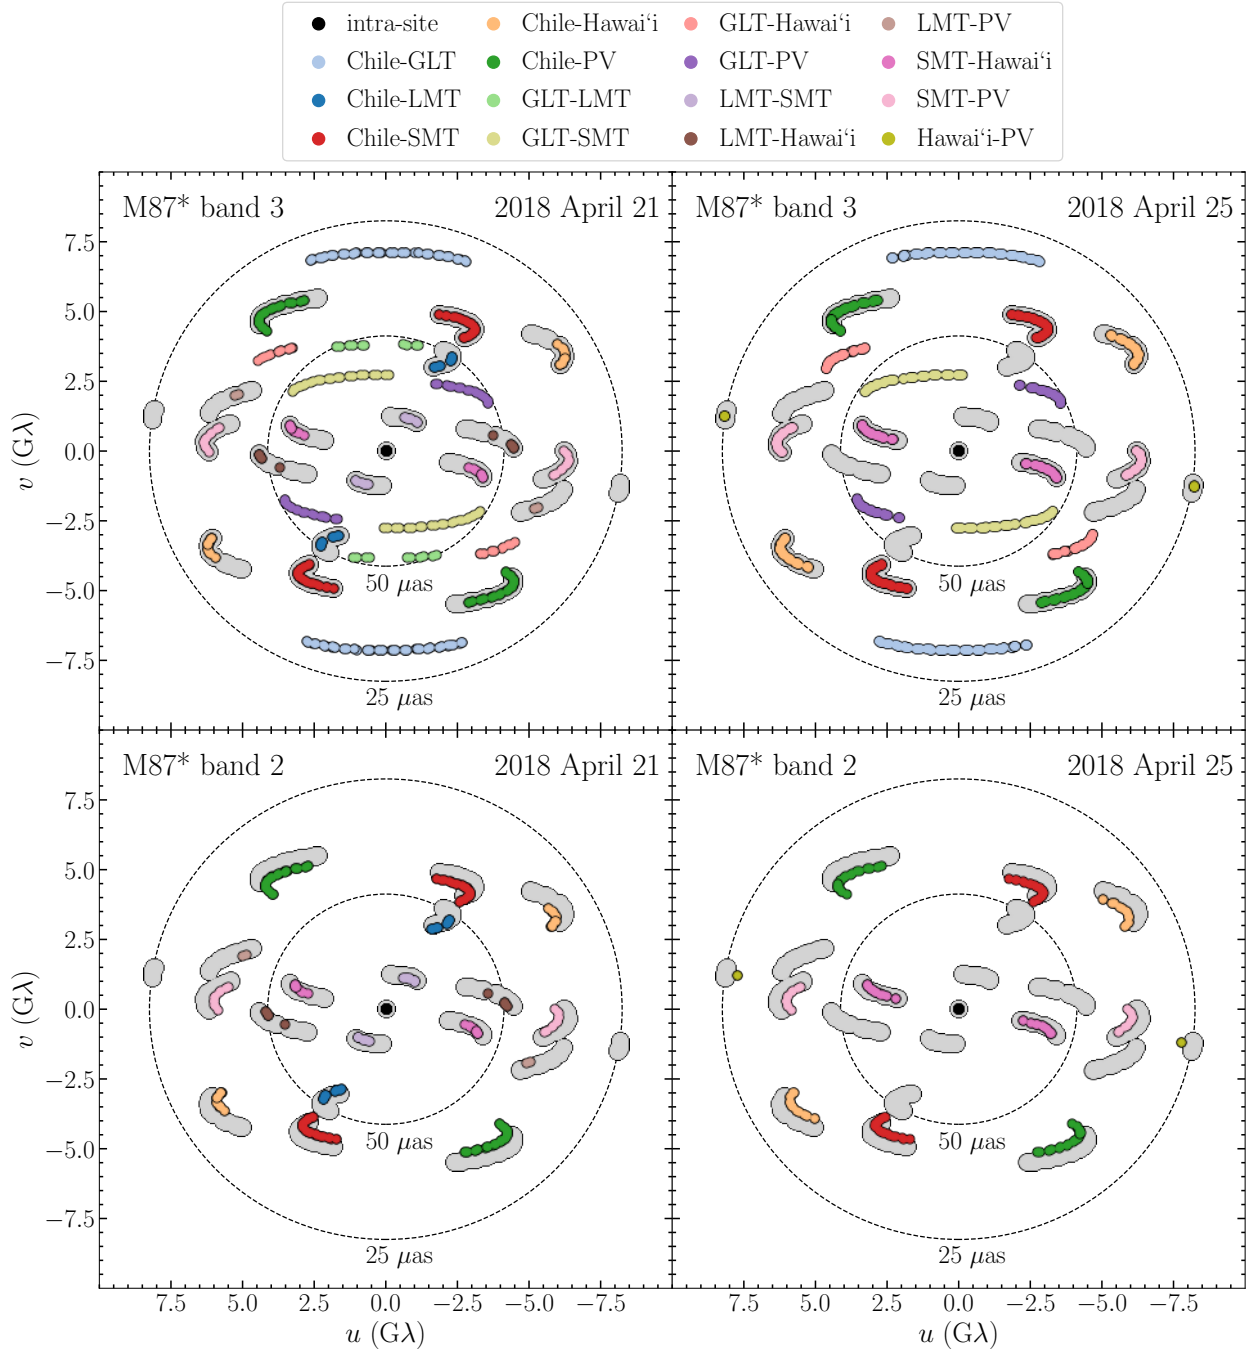 intra-site Chile-Hawai‘i GLT-Hawai‘i LMT-PV
Chile-GLT Chile-PV GLT-PV SMT-Hawai‘i
Chile-LMT GLT-LMT LMT-SMT SMT-PV
Chile-SMT GLT-SMT LMT-Hawai‘i Hawai‘i-PV
M87* band 3 2018 April 21
M87* band 3 2018 April 25
7.5
5.0
2.5
0.0
−2.5
−5.0
−7.5
v (Gλ)
50 μas
25 μas
50 μas
25 μas
M87* band 2 2018 April 21
M87* band 2 2018 April 25
7.5
5.0
2.5
0.0
−2.5
−5.0
−7.5
v (Gλ)
50 μas
25 μas
50 μas
25 μas
7.5 5.0 2.5 0.0 −2.5 −5.0 −7.5
7.5 5.0 2.5 0.0 −2.5 −5.0 −7.5
u (Gλ)
u (Gλ)